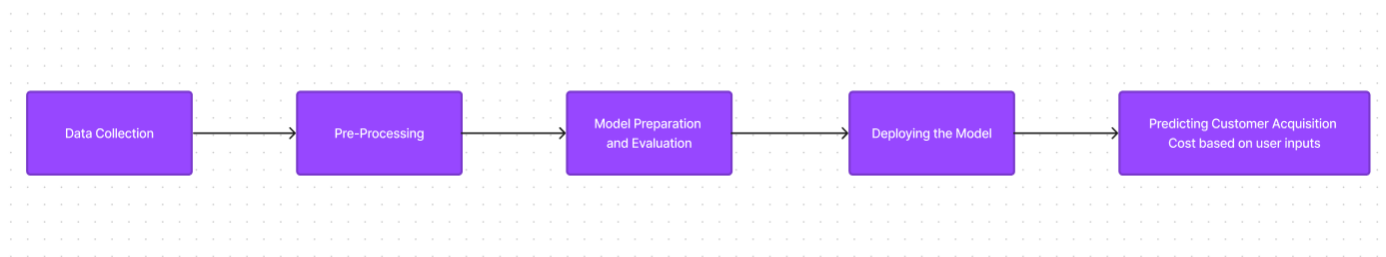 Data Collection
Pre-Processing
Model Preparation
and Evaluation
Deploying the Model
Predicting Customer Acquisition
Cost based on user inputs